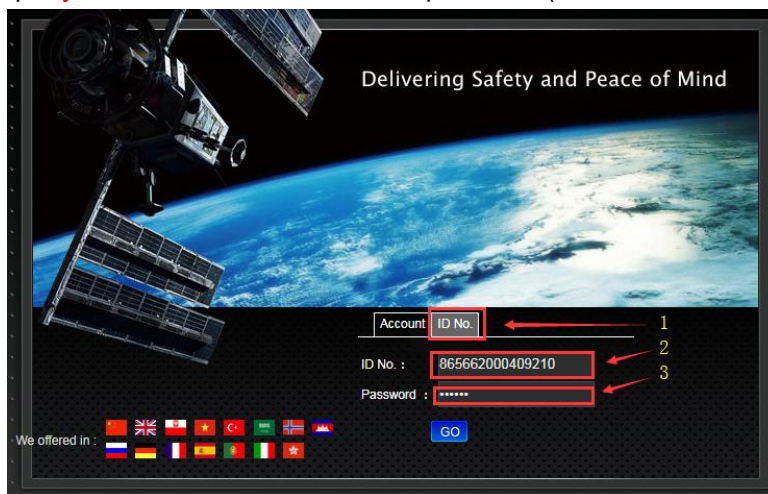 Delivering Safety and Peace of Mind
Account ID No. 1
ID No. : 865662000409210 2
Password : •••••• 3
We offered in :
GO